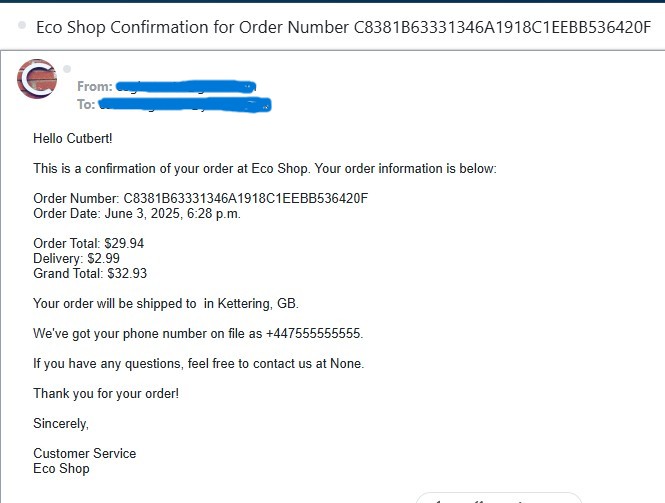 Eco Shop Confirmation for Order Number C8381B63331346A1918C1EEBB536420F
C
From:
To:
Hello Cutbert!
This is a confirmation of your order at Eco Shop. Your order information is below:
Order Number: C8381B63331346A1918C1EEBB536420F
Order Date: June 3, 2025, 6:28 p.m.
Order Total: $29.94
Delivery: $2.99
Grand Total: $32.93
Your order will be shipped to in Kettering, GB.
We've got your phone number on file as +447555555555.
If you have any questions, feel free to contact us at None.
Thank you for your order!
Sincerely,
Customer Service
Eco Shop